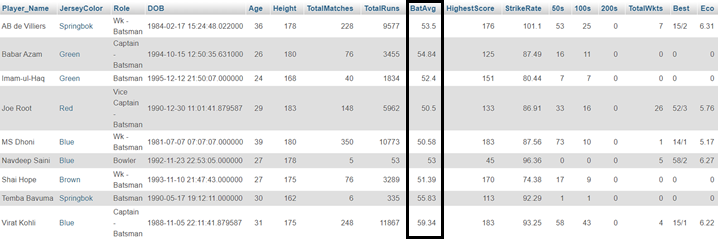 Player_Name JerseyColor Role DOB Age Height TotalMatches TotalRuns BatAvg HighestScore StrikeRate 50s 100s 200s TotalWkts Best Eco
AB de Villiers Springbok Wk - Batsman 1984-02-17 15:24:48.022000 36 178 228 9577 53.5 176 101.1 53 25 0 7 15/2 6.31
Babar Azam Green Captain - Batsman 1994-10-15 12:50:35.631000 26 180 76 3455 54.84 125 87.49 16 11 0 0 0 0
Imam-ul-Haq Green Batsman 1995-12-12 21:50:07.000000 24 168 40 1834 52.4 151 80.44 7 7 0 0 0 0
Joe Root Red Vice Captain - Batsman 1990-12-30 11:01:41.879587 29 183 148 5962 50.5 133 86.91 33 16 0 26 52/3 5.76
MS Dhoni Blue Wk - Batsman 1981-07-07 07:07:07.000000 39 180 350 10773 50.58 183 87.56 73 10 0 1 14/1 5.17
Navdeep Saini Blue Bowler 1992-11-23 22:53:05.000000 27 178 5 53 53 45 96.36 0 0 0 5 58/2 6.27
Shai Hope Brown Wk - Batsman 1993-11-10 21:47:43.000000 27 175 76 3289 51.39 170 74.38 17 9 0 0 0 0
Temba Bavuma Springbok Batsman 1990-05-17 19:12:11.000000 30 162 6 335 55.83 113 92.29 1 1 0 0 0 0
Virat Kohli Blue Captain - Batsman 1988-11-05 22:11:41.879587 31 175 248 11867 59.34 183 93.25 58 43 0 4 15/1 6.22